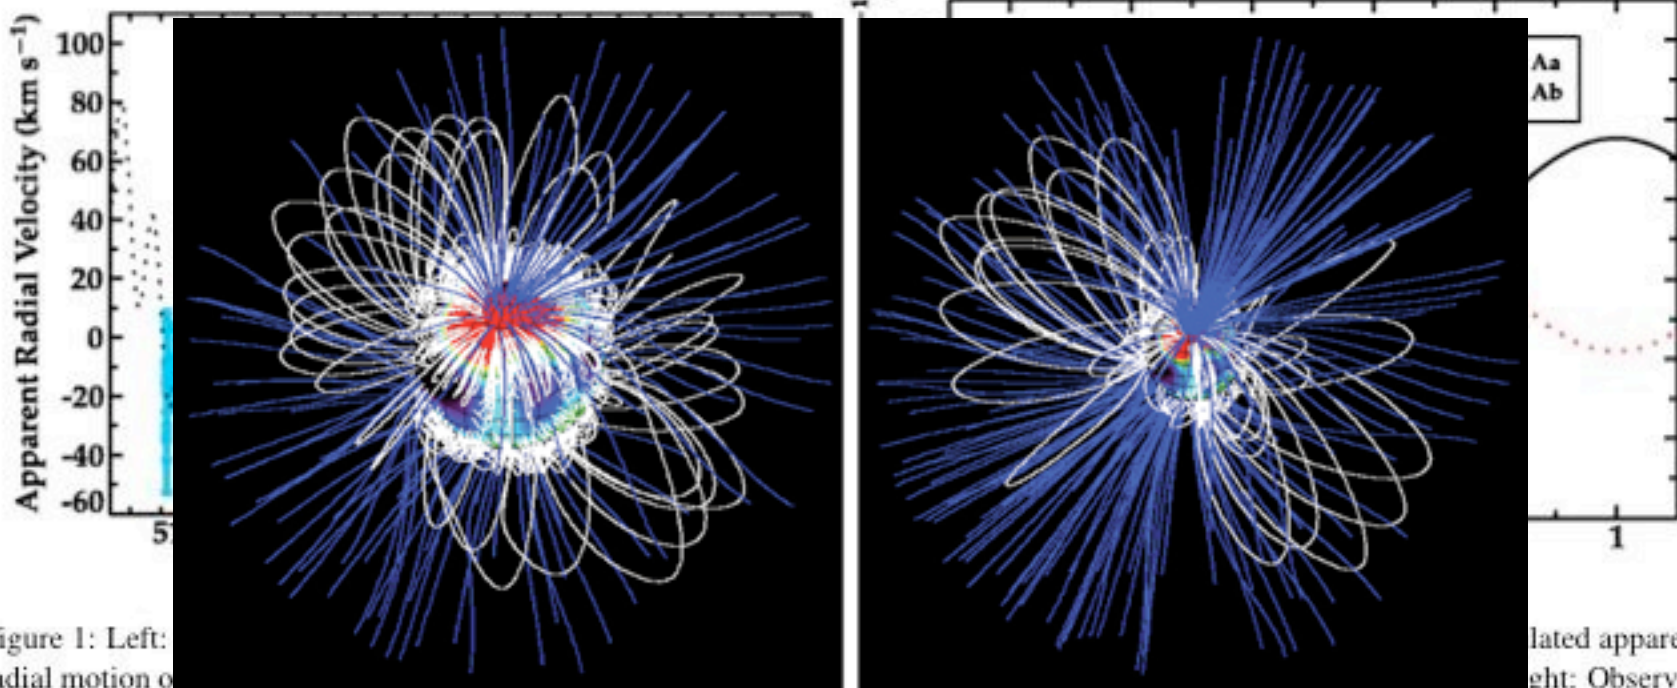 Apparent Radial Velocity (km s⁻¹)
100
80
60
40
20
0
-20
-40
-60
Aa
Ab
1
igure 1: Left:
lated appare
adial motion o
ght: Observ